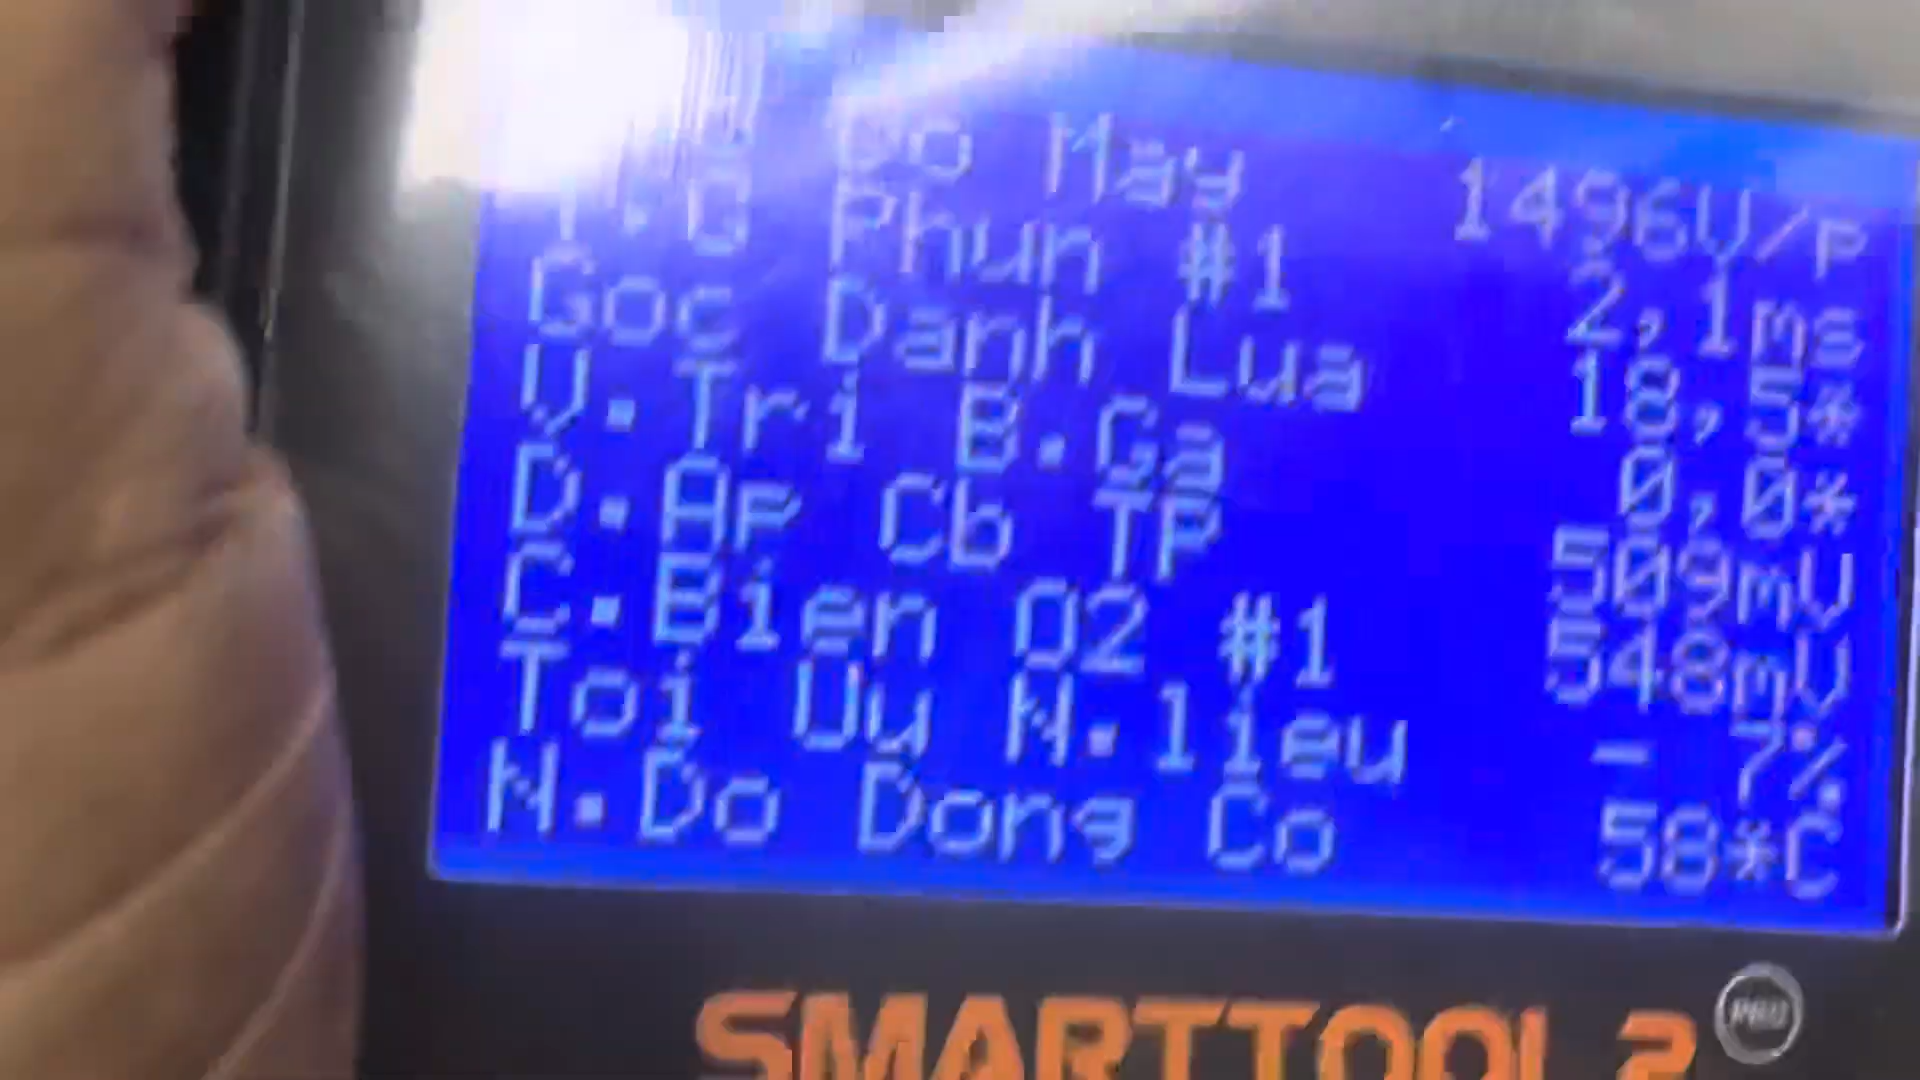 Do May 1496V/p
T.G Phun #1 2,1mS
Goc Danh Lua 18,5*
V.Tri B.Ga 0,0*
D.Ap Cb TP 509mV
C.Bien O2 #1 548mV
Toi Uu N.lieu - 7%
N.Do Dong Co 58*C
SMARTTOOL 2 PRO